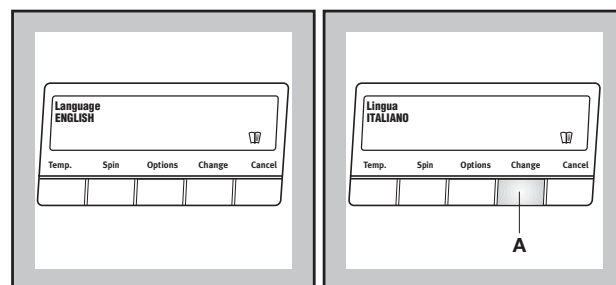 Language
ENGLISH
Temp. Spin Options Change Cancel
Lingua
ITALIANO
Temp. Spin Options Change Cancel
A